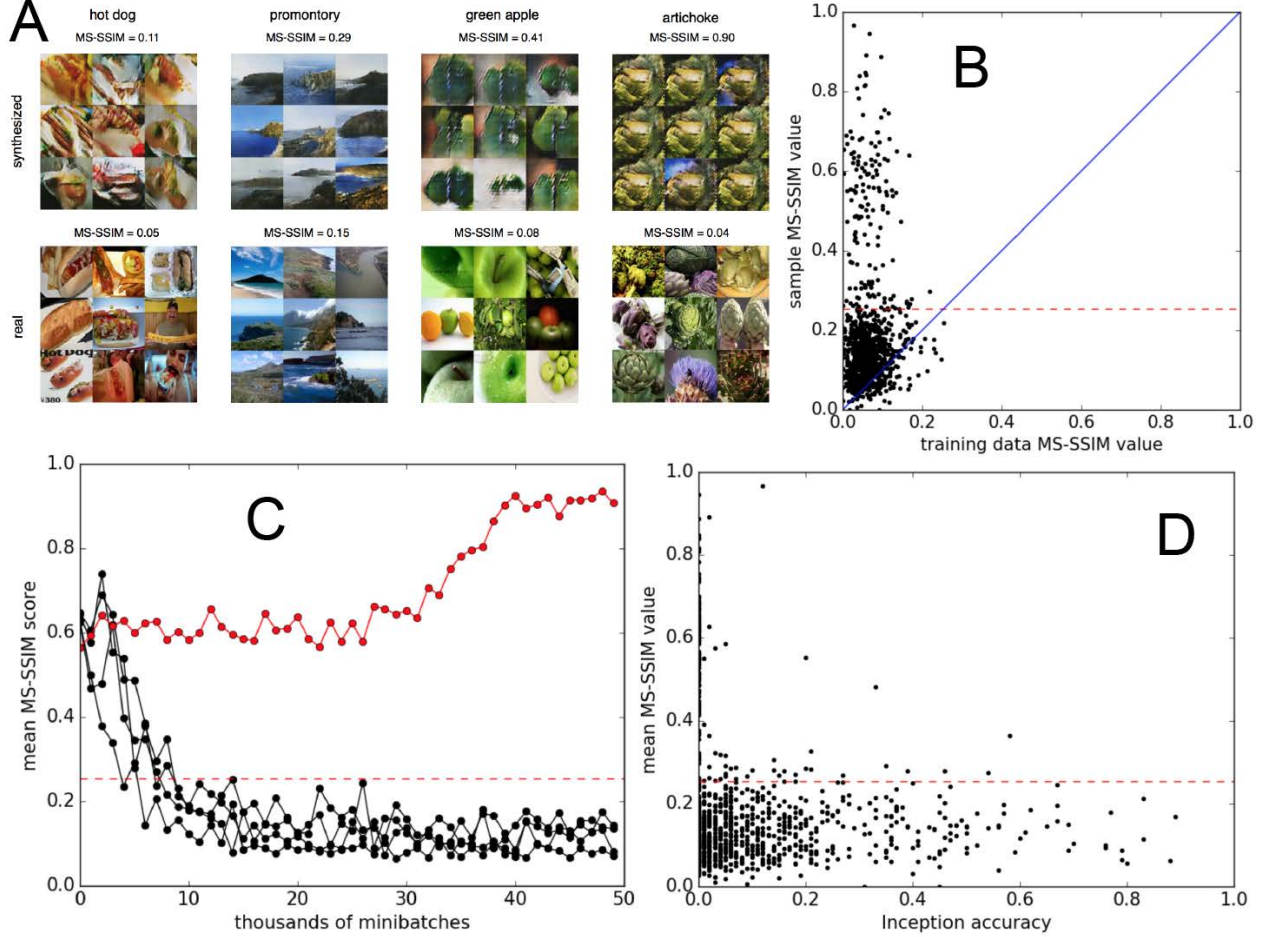 A
hot dog
MS-SSIM = 0.11
promontory
MS-SSIM = 0.29
green apple
MS-SSIM = 0.41
artichoke
MS-SSIM = 0.90
synthesized
MS-SSIM = 0.05
MS-SSIM = 0.15
MS-SSIM = 0.08
MS-SSIM = 0.04
real
Hot Dog
¥380
B
1.0
0.8
0.6
0.4
0.2
0.0
sample MS-SSIM value
0.0 0.2 0.4 0.6 0.8 1.0
training data MS-SSIM value
C
1.0
0.8
0.6
0.4
0.2
0.0
mean MS-SSIM score
0 10 20 30 40 50
thousands of minibatches
D
1.0
0.8
0.6
0.4
0.2
0.0
mean MS-SSIM value
0.0 0.2 0.4 0.6 0.8 1.0
Inception accuracy